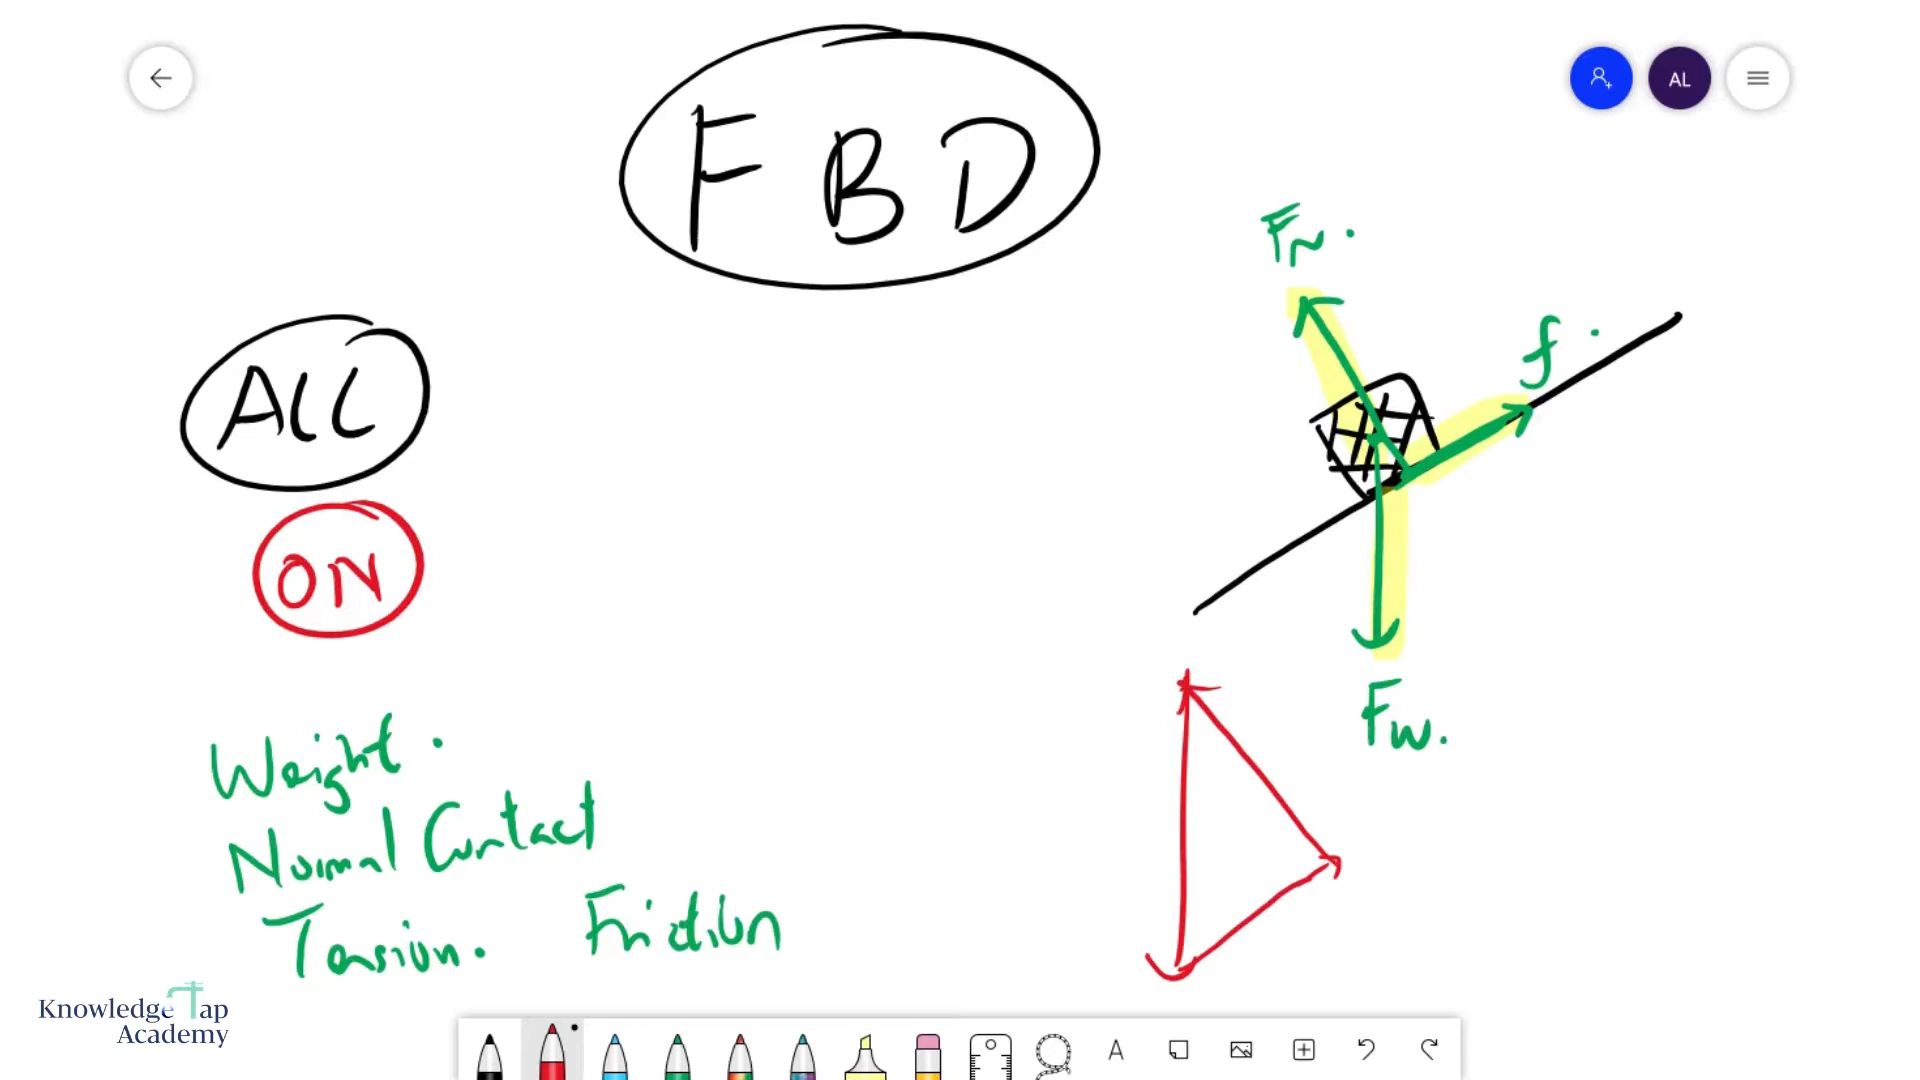 FBD
AL
FN.
f.
ALL
ON
FW.
Weight.
Normal Contact
Tension. Friction
Knowledge Tap
Academy
A